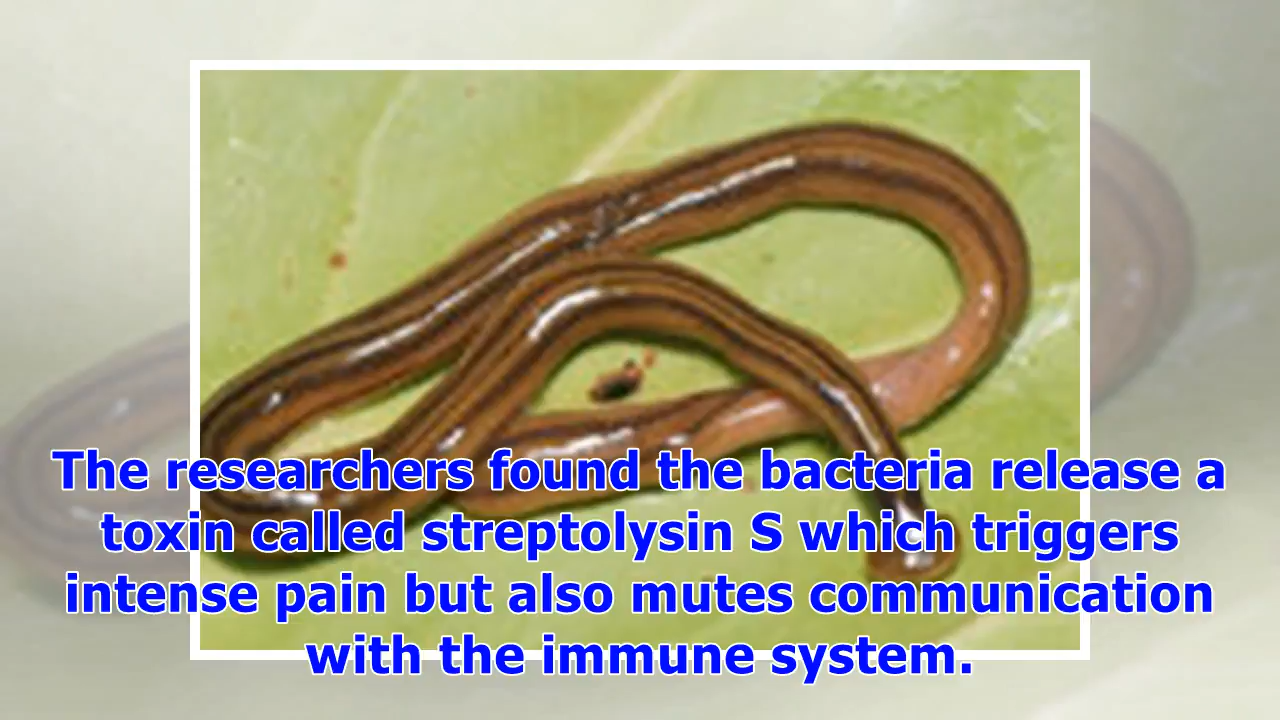 The researchers found the bacteria release a
toxin called streptolysin S which triggers
intense pain but also mutes communication
with the immune system.